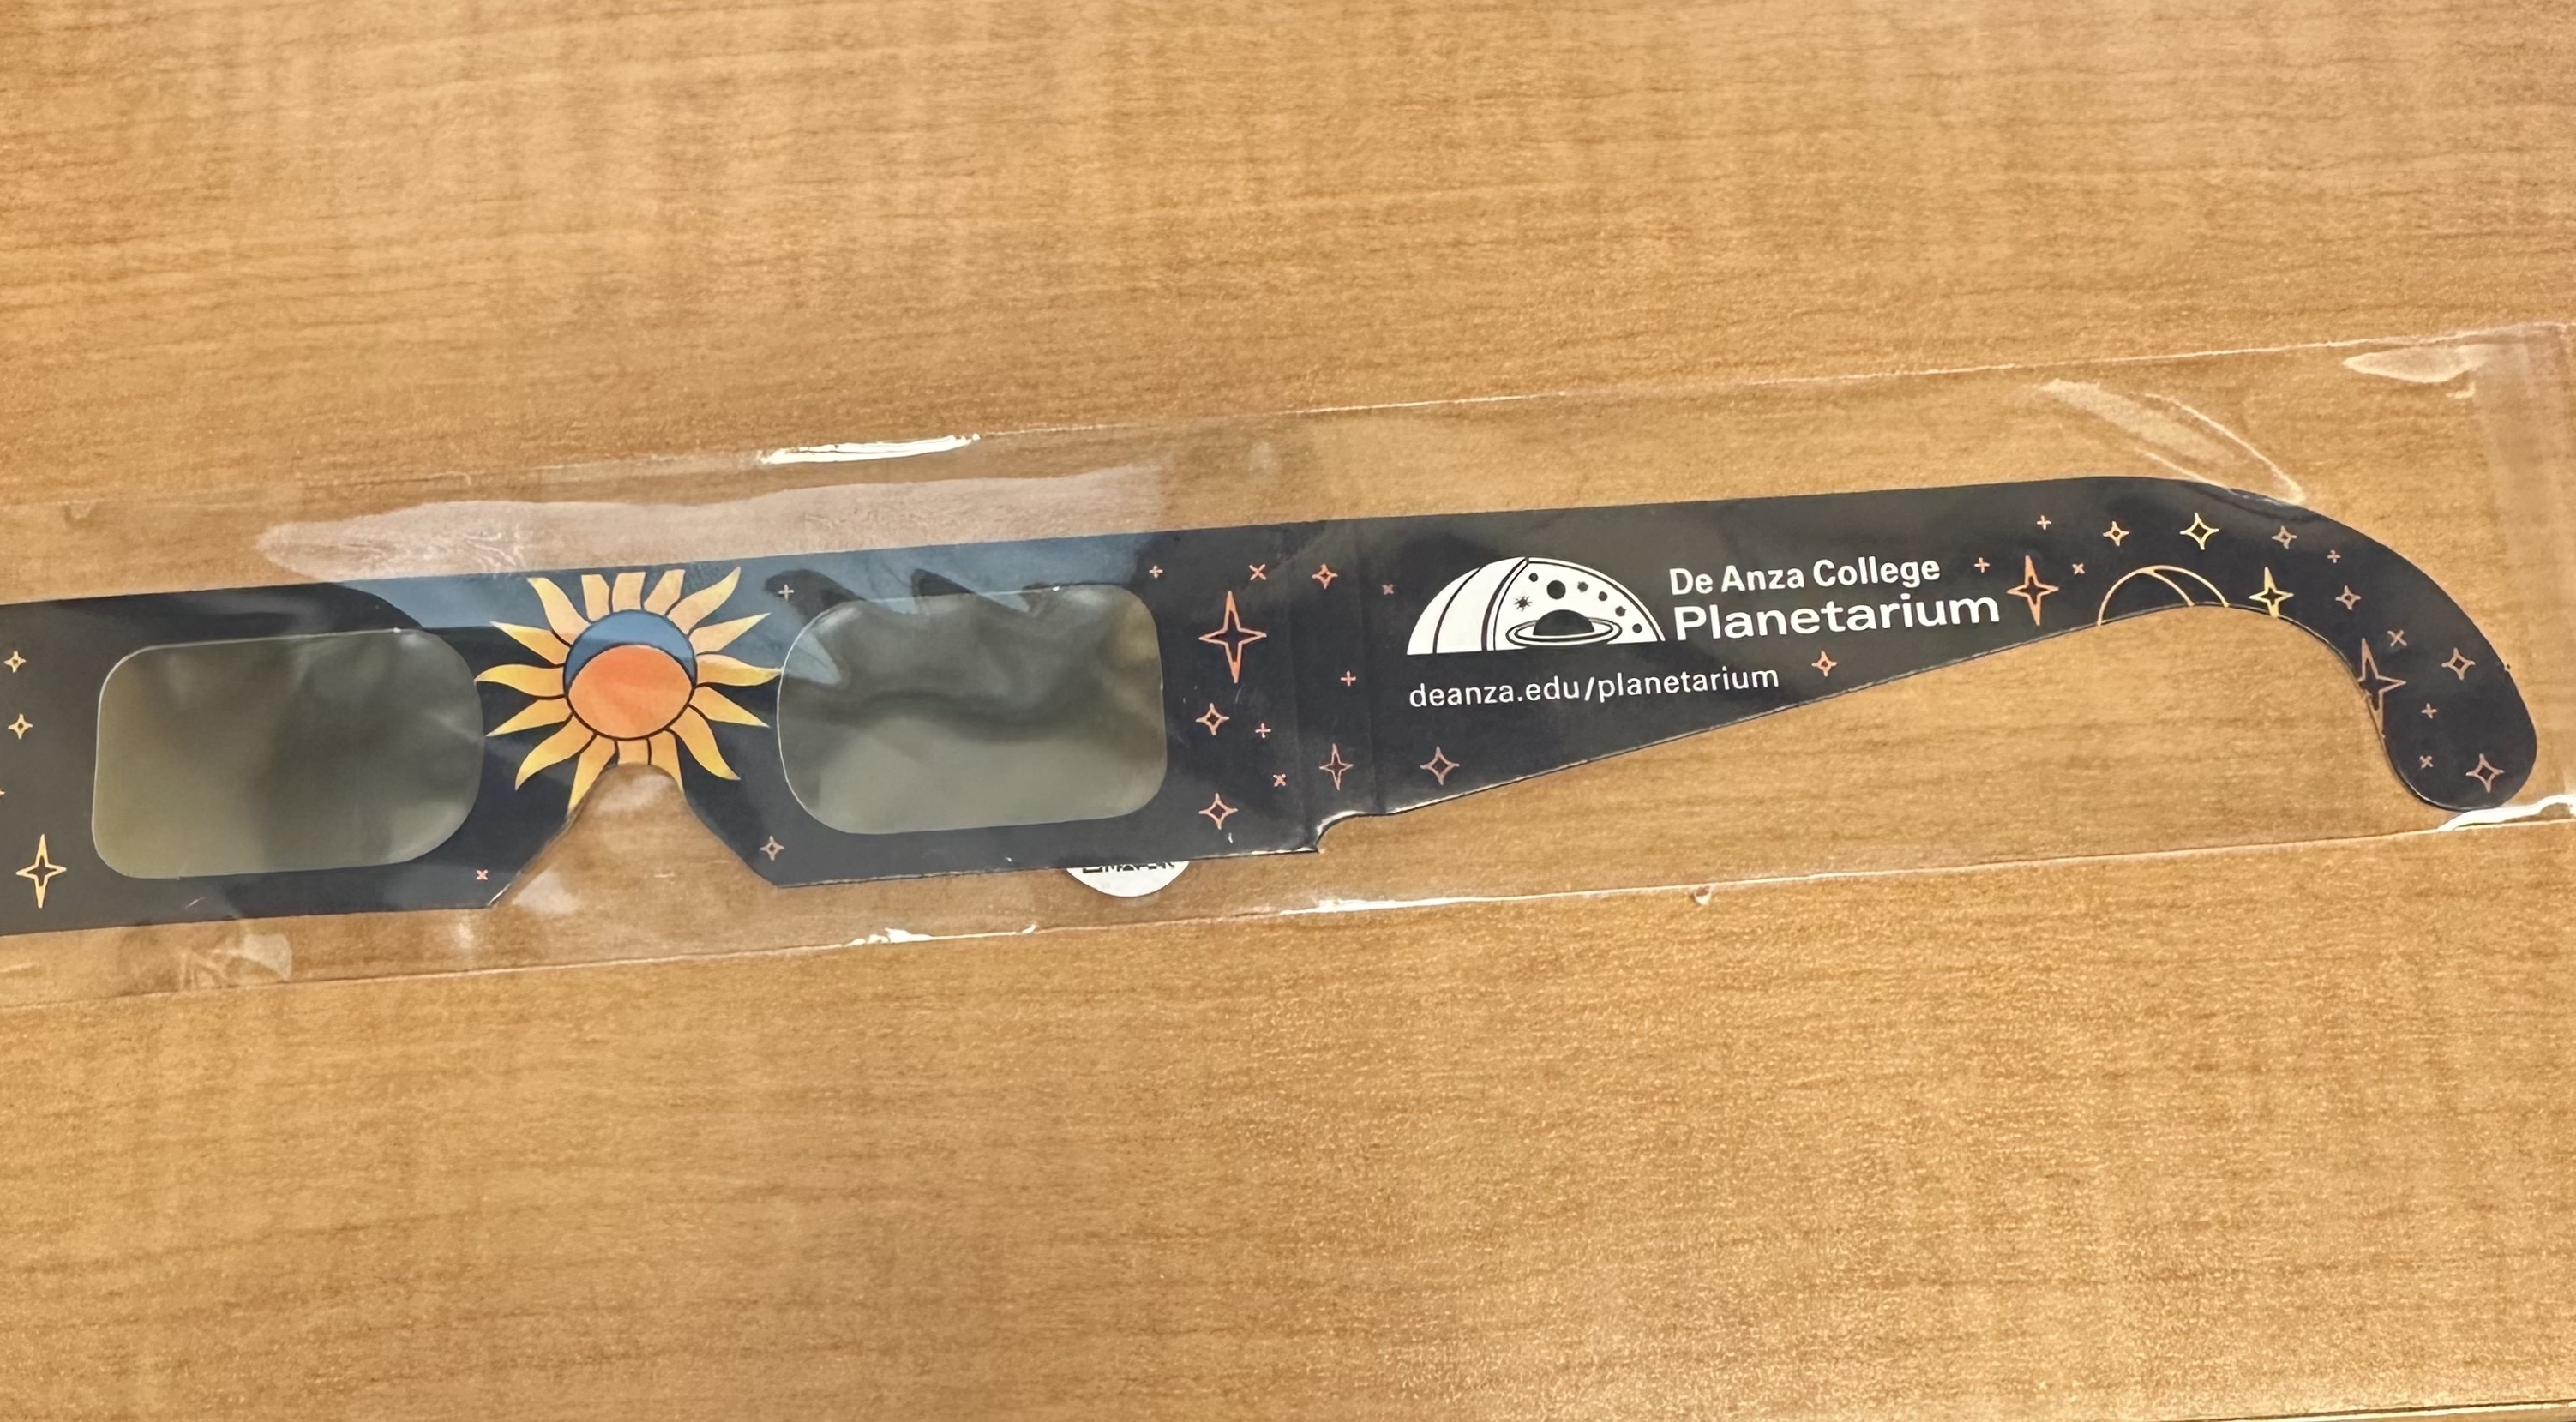 De Anza College
Planetarium
deanza.edu/planetarium